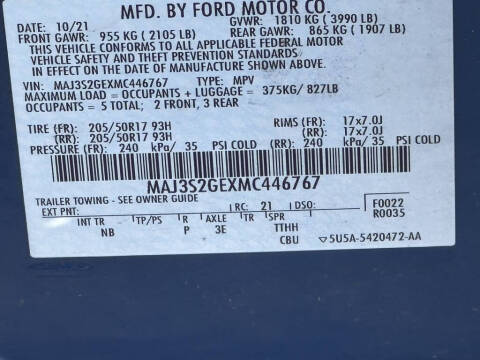 MFD. BY FORD MOTOR CO.
DATE: 10/21 GVWR: 1810 KG ( 3990 LB)
FRONT GAWR: 955 KG ( 2105 LB) REAR GAWR: 865 KG ( 1907 LB)
THIS VEHICLE CONFORMS TO ALL APPLICABLE FEDERAL MOTOR
VEHICLE SAFETY AND THEFT PREVENTION STANDARDS
IN EFFECT ON THE DATE OF MANUFACTURE SHOWN ABOVE
VIN: MAJ3S2GEXMC446767 TYPE: MPV
MAXIMUM LOAD = OCCUPANTS + LUGGAGE = 375KG/ 827LB
OCCUPANTS = 5 TOTAL; 2 FRONT, 3 REAR
TIRE (FR): 205/50R17 93H RIMS (FR): 17x7.0J
(RR): 205/50R17 93H (RR): 17x7.0J
PRESSURE (FR): 240 kPa/ 35 PSI COLD (RR): 240 kPa/ 35 PSI COLD
MAJ3S2GEXMC446767
TRAILER TOWING - SEE OWNER GUIDE
EXT PNT: RC: 21 DSO: F0022
R0035
INT TR TP/PS R AXLE TR SPR
NB P 3E TTHH
CBU 5U5A-5420472-AA